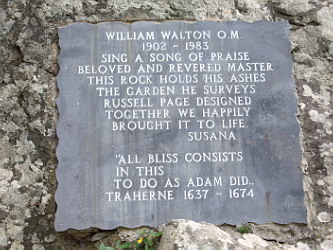 WILLIAM WALTON O.M.
1902 - 1983
SING A SONG OF PRAISE
BELOVED AND REVERED MASTER
THIS ROCK HOLDS HIS ASHES
THE GARDEN HE SURVEYS
RUSSELL PAGE DESIGNED
TOGETHER WE HAPPILY
BROUGHT IT TO LIFE.
SUSANA
"ALL BLISS CONSISTS
IN THIS
TO DO AS ADAM DID„
TRAHERNE 1637 - 1674